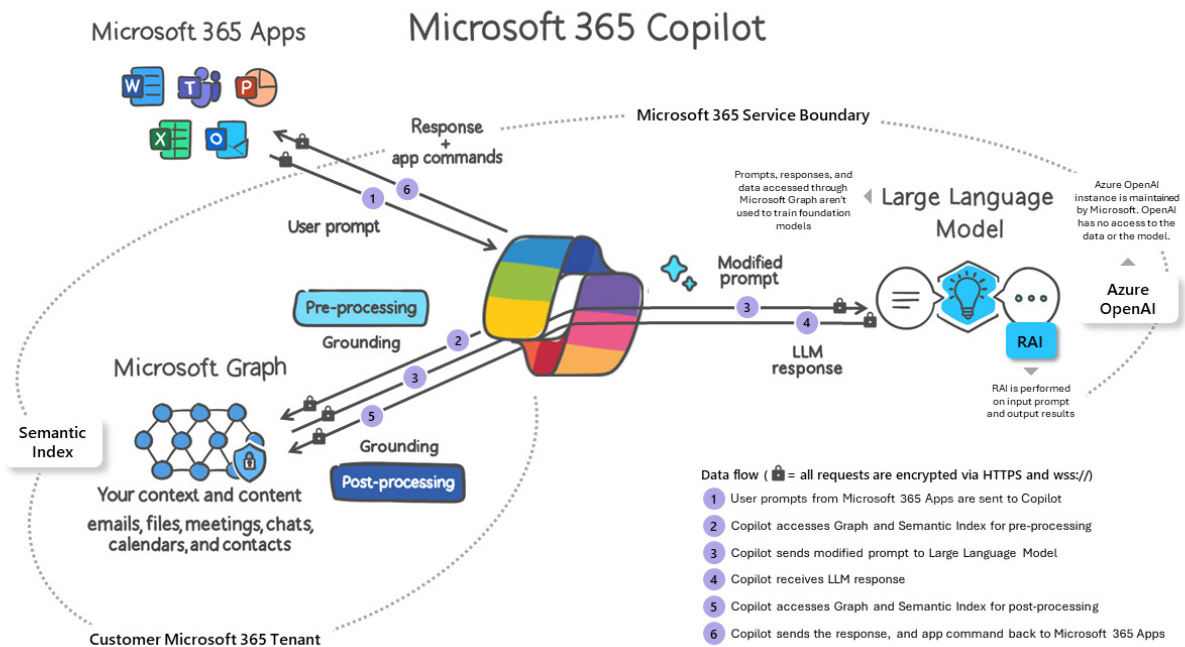 Microsoft 365 Copilot
Microsoft 365 Apps
W
T
P
X
O
Response
+
app commands
Microsoft 365 Service Boundary
1
6
User prompt
Prompts, responses, and
data accessed through
Microsoft Graph aren't
used to train foundation
models
Large Language
Model
Azure OpenAI
instance is maintained
by Microsoft. OpenAI
has no access to the
data or the model.
Modified
prompt
3
4
LLM
response
Azure
OpenAI
RAI
RAI is performed
on input prompt
and output results
Pre-processing
Grounding
2
3
5
Microsoft Graph
Semantic
Index
Grounding
Post-processing
Your context and content
emails, files, meetings, chats,
calendars, and contacts
Customer Microsoft 365 Tenant
Data flow ( = all requests are encrypted via HTTPS and wss://)
1 User prompts from Microsoft 365 Apps are sent to Copilot
2 Copilot accesses Graph and Semantic Index for pre-processing
3 Copilot sends modified prompt to Large Language Model
4 Copilot receives LLM response
5 Copilot accesses Graph and Semantic Index for post-processing
6 Copilot sends the response, and app command back to Microsoft 365 Apps